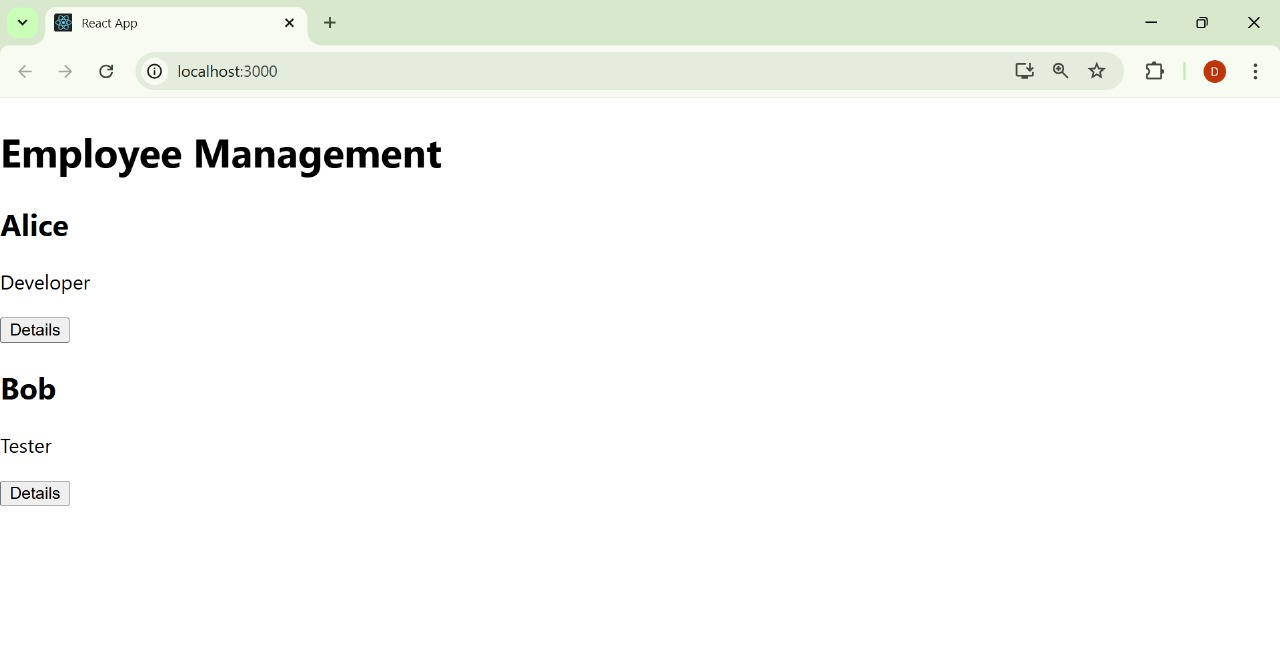 React App
localhost:3000
D
Employee Management
Alice
Developer
Details
Bob
Tester
Details